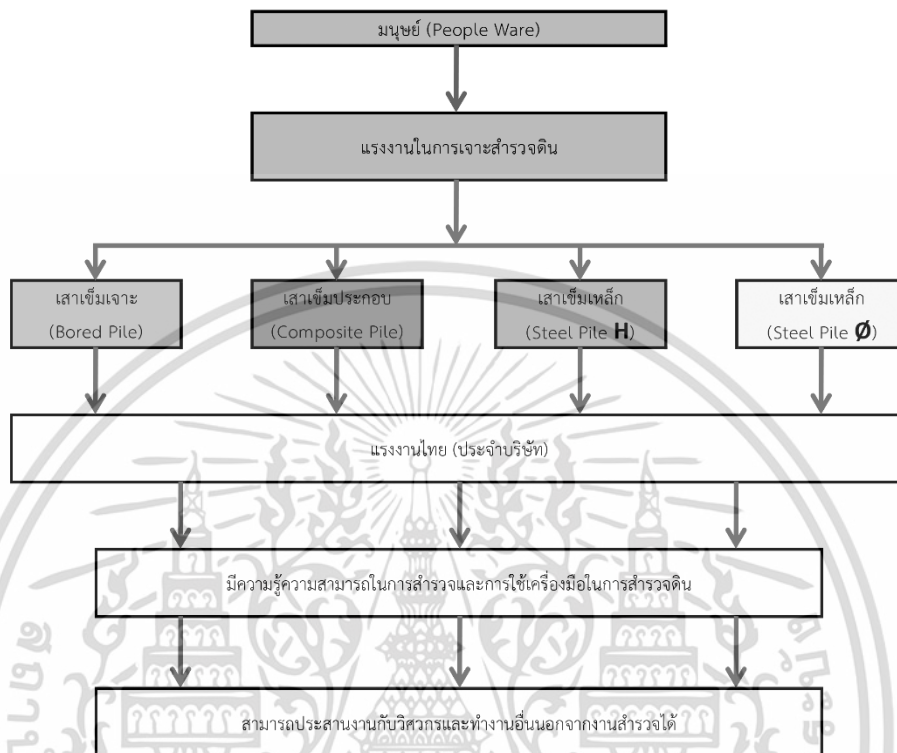 มนุษย์ (People Ware)
แรงงานในการเจาะสำรวจดิน
เสาเข็มเจาะ
(Bored Pile)
เสาเข็มประกอบ
(Composite Pile)
เสาเข็มเหล็ก
(Steel Pile H)
เสาเข็มเหล็ก
(Steel Pile Ø)
แรงงานไทย (ประจำบริษัท)
มีความรู้ความสามารถในการสำรวจและการใช้เครื่องมือในการสำรวจดิน
สามารถประสานงานกับวิศวกรและทำงานอื่นนอกจากงานสำรวจได้